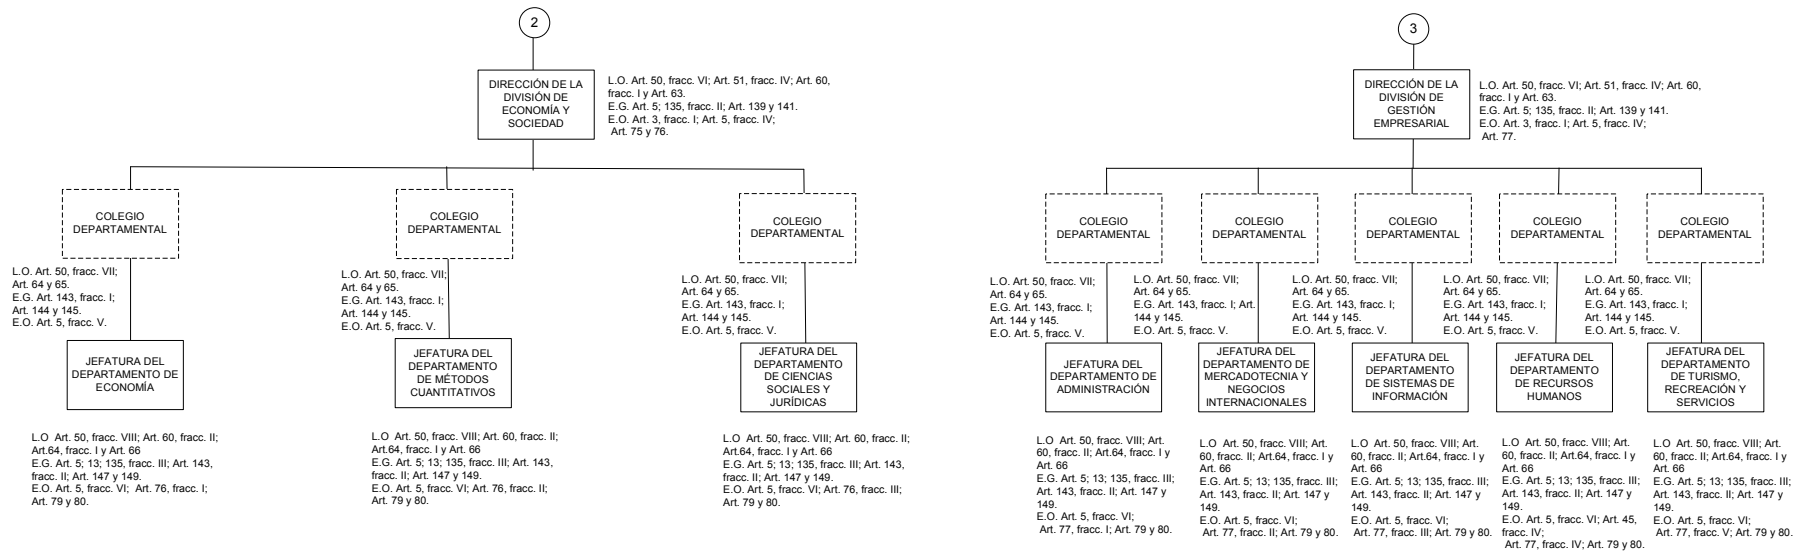 2
DIRECCIÓN DE LA
DIVISIÓN DE
ECONOMÍA Y
SOCIEDAD
L.O. Art. 50, fracc. VI; Art. 51, fracc. IV; Art. 60,
fracc. I y Art. 63.
E.G. Art. 5; 135, fracc. II; Art. 139 y 141.
E.O. Art. 3, fracc. I; Art. 5, fracc. IV;
Art. 75 y 76.
COLEGIO
DEPARTAMENTAL
L.O. Art. 50, fracc. VII;
Art. 64 y 65.
E.G. Art. 143, fracc. I;
Art. 144 y 145.
E.O. Art. 5, fracc. V.
JEFATURA DEL
DEPARTAMENTO DE
ECONOMÍA
L.O Art. 50, fracc. VIII; Art. 60, fracc. II;
Art.64, fracc. I y Art. 66
E.G. Art. 5; 13; 135, fracc. III; Art. 143,
fracc. II; Art. 147 y 149.
E.O. Art. 5, fracc. VI; Art. 76, fracc. I;
Art. 79 y 80.
COLEGIO
DEPARTAMENTAL
L.O. Art. 50, fracc. VII;
Art. 64 y 65.
E.G. Art. 143, fracc. I;
Art. 144 y 145.
E.O. Art. 5, fracc. V.
JEFATURA DEL
DEPARTAMENTO
DE MÉTODOS
CUANTITATIVOS
L.O Art. 50, fracc. VIII; Art. 60, fracc. II;
Art.64, fracc. I y Art. 66
E.G. Art. 5; 13; 135, fracc. III; Art. 143,
fracc. II; Art. 147 y 149.
E.O. Art. 5, fracc. VI; Art. 76, fracc. II;
Art. 79 y 80.
COLEGIO
DEPARTAMENTAL
L.O. Art. 50, fracc. VII;
Art. 64 y 65.
E.G. Art. 143, fracc. I;
Art. 144 y 145.
E.O. Art. 5, fracc. V.
JEFATURA DEL
DEPARTAMENTO
DE CIENCIAS
SOCIALES Y
JURÍDICAS
L.O Art. 50, fracc. VIII; Art. 60, fracc. II;
Art.64, fracc. I y Art. 66
E.G. Art. 5; 13; 135, fracc. III; Art. 143,
fracc. II; Art. 147 y 149.
E.O. Art. 5, fracc. VI; Art. 76, fracc. III;
Art. 79 y 80.
3
DIRECCIÓN DE LA
DIVISIÓN DE
GESTIÓN
EMPRESARIAL
L.O. Art. 50, fracc. VI; Art. 51, fracc. IV; Art. 60,
fracc. I y Art. 63.
E.G. Art. 5; 135, fracc. II; Art. 139 y 141.
E.O. Art. 3, fracc. I; Art. 5, fracc. IV;
Art. 77.
COLEGIO
DEPARTAMENTAL
L.O. Art. 50, fracc. VII;
Art. 64 y 65.
E.G. Art. 143, fracc. I;
Art. 144 y 145.
E.O. Art. 5, fracc. V.
JEFATURA DEL
DEPARTAMENTO DE
ADMINISTRACIÓN
L.O Art. 50, fracc. VIII; Art.
60, fracc. II; Art.64, fracc. I y
Art. 66
E.G. Art. 5; 13; 135, fracc. III;
Art. 143, fracc. II; Art. 147 y
149.
E.O. Art. 5, fracc. VI;
Art. 77, fracc. I; Art. 79 y 80.
COLEGIO
DEPARTAMENTAL
L.O. Art. 50, fracc. VII;
Art. 64 y 65.
E.G. Art. 143, fracc. I; Art.
144 y 145.
E.O. Art. 5, fracc. V.
JEFATURA DEL
DEPARTAMENTO DE
MERCADOTECNIA Y
NEGOCIOS
INTERNACIONALES
L.O Art. 50, fracc. VIII; Art.
60, fracc. II; Art.64, fracc. I y
Art. 66
E.G. Art. 5; 13; 135, fracc. III;
Art. 143, fracc. II; Art. 147 y
149.
E.O. Art. 5, fracc. VI;
Art. 77, fracc. II; Art. 79 y 80.
COLEGIO
DEPARTAMENTAL
L.O. Art. 50, fracc. VII;
Art. 64 y 65.
E.G. Art. 143, fracc. I;
Art. 144 y 145.
E.O. Art. 5, fracc. V.
JEFATURA DEL
DEPARTAMENTO
DE SISTEMAS DE
INFORMACIÓN
L.O Art. 50, fracc. VIII; Art.
60, fracc. II; Art.64, fracc. I y
Art. 66
E.G. Art. 5; 13; 135, fracc. III;
Art. 143, fracc. II; Art. 147 y
149.
E.O. Art. 5, fracc. VI;
Art. 77, fracc. III; Art. 79 y 80.
COLEGIO
DEPARTAMENTAL
L.O. Art. 50, fracc. VII;
Art. 64 y 65.
E.G. Art. 143, fracc. I;
Art. 144 y 145.
E.O. Art. 5, fracc. V.
JEFATURA DEL
DEPARTAMENTO
DE RECURSOS
HUMANOS
L.O Art. 50, fracc. VIII; Art.
60, fracc. II; Art.64, fracc. I y
Art. 66
E.G. Art. 5; 13; 135, fracc. III;
Art. 143, fracc. II; Art. 147 y
149.
E.O. Art. 5, fracc. VI; Art. 45,
fracc. IV;
Art. 77, fracc. IV; Art. 79 y 80.
COLEGIO
DEPARTAMENTAL
L.O. Art. 50, fracc. VII;
Art. 64 y 65.
E.G. Art. 143, fracc. I;
Art. 144 y 145.
E.O. Art. 5, fracc. V.
JEFATURA DEL
DEPARTAMENTO
DE TURISMO,
RECREACIÓN Y
SERVICIOS
L.O Art. 50, fracc. VIII; Art.
60, fracc. II; Art.64, fracc. I y
Art. 66
E.G. Art. 5; 13; 135, fracc. III;
Art. 143, fracc. II; Art. 147 y
149.
E.O. Art. 5, fracc. VI;
Art. 77, fracc. V; Art. 79 y 80.